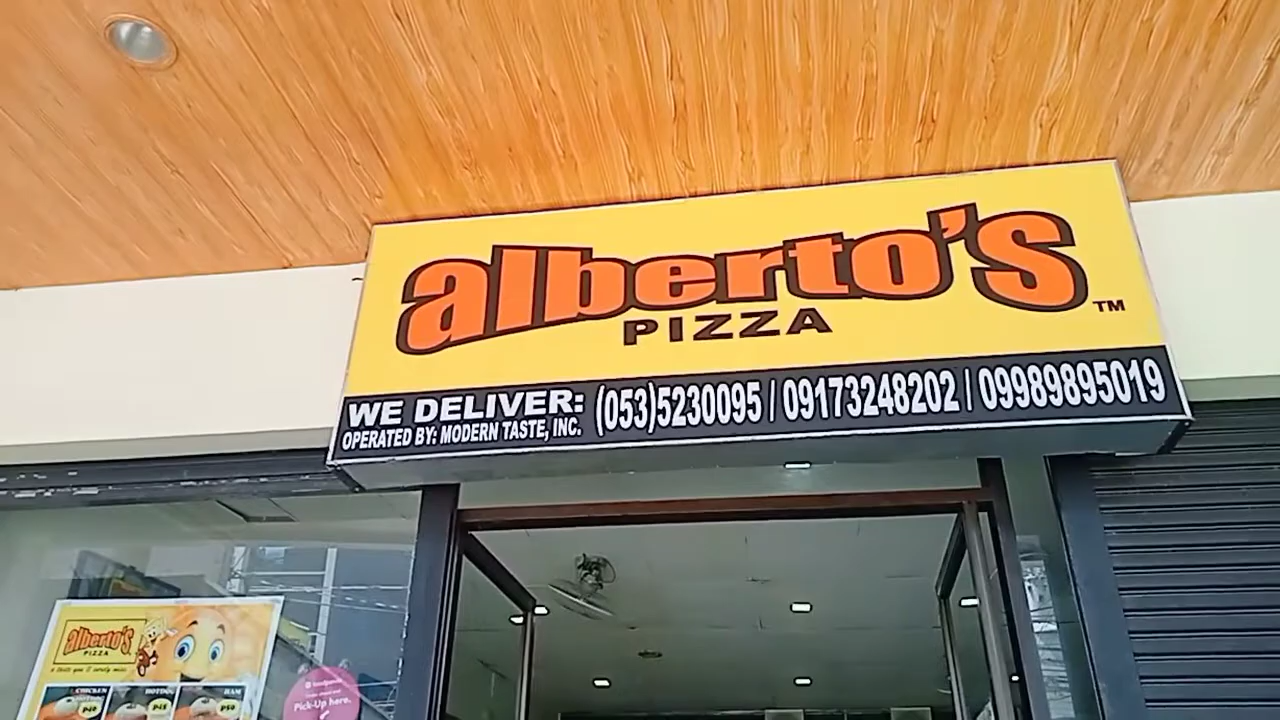 alberto's
PIZZA
TM
WE DELIVER: (053)5230095 / 09173248202 / 09989895019
OPERATED BY: MODERN TASTE, INC.
alberto's
PIZZA
CHICKEN
HOTDOG
HAM
foodpanda
Pick-Up here.